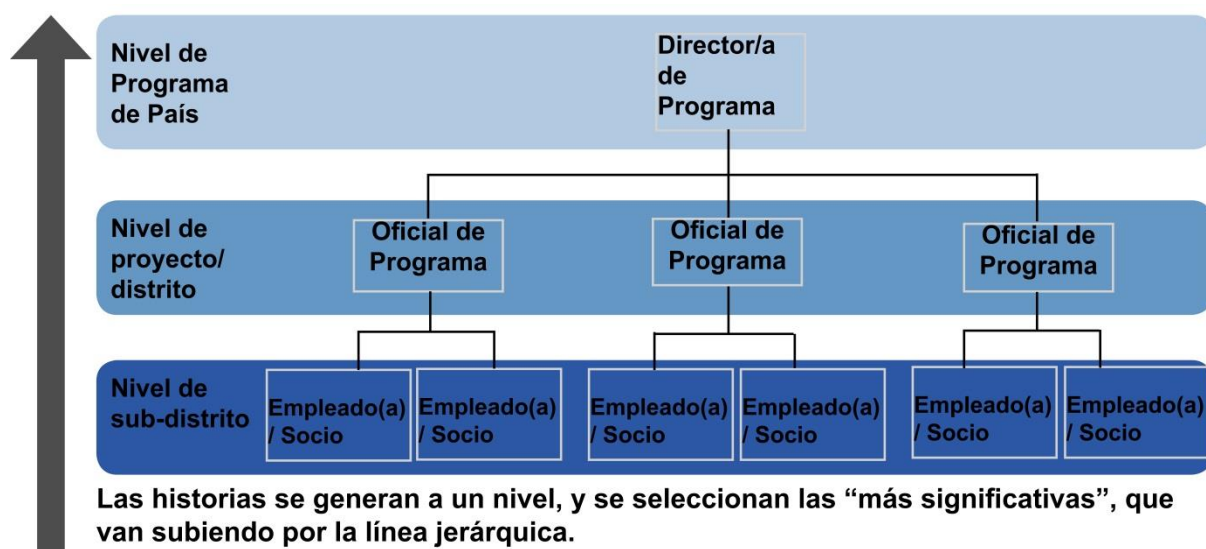 Nivel de
Programa
de País
Director/a
de
Programa
Nivel de
proyecto/
distrito
Oficial de
Programa
Oficial de
Programa
Oficial de
Programa
Nivel de
sub-distrito
Empleado(a)
/ Socio
Empleado(a)
/ Socio
Empleado(a)
/ Socio
Empleado(a)
/ Socio
Empleado(a)
/ Socio
Empleado(a)
/ Socio
Las historias se generan a un nivel, y se seleccionan las “más significativas”, que
van subiendo por la línea jerárquica.